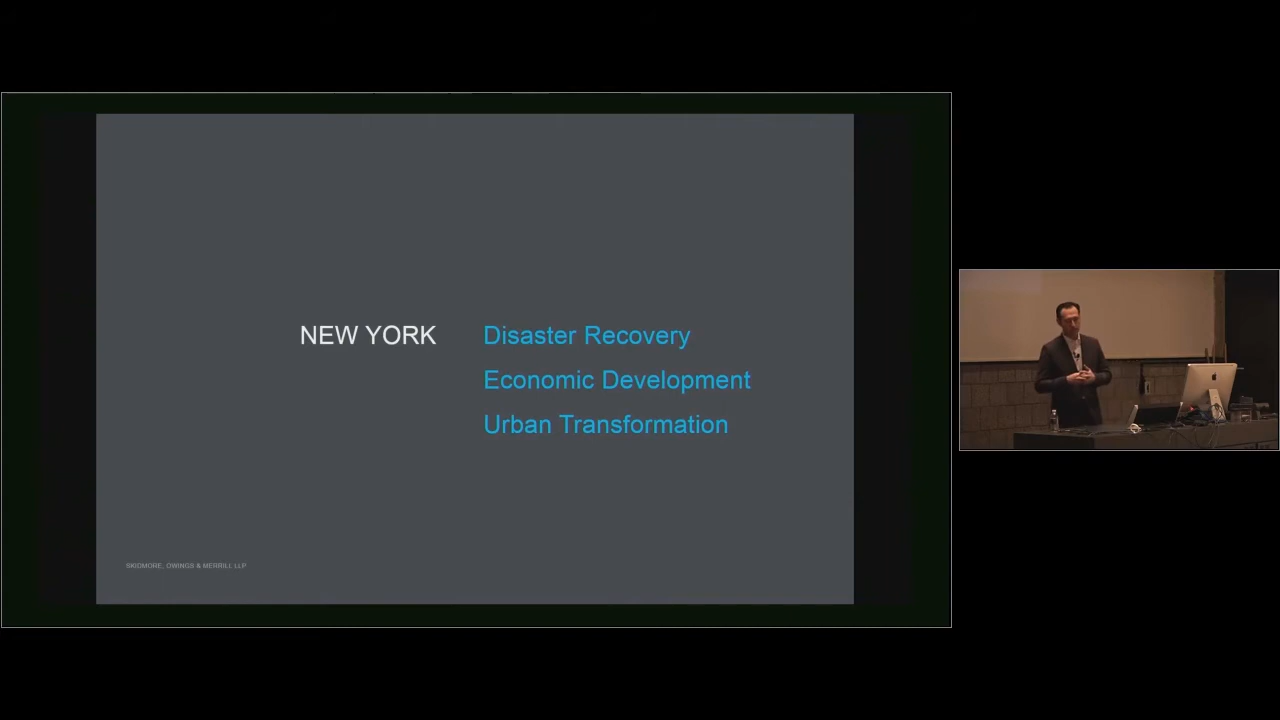 NEW YORK Disaster Recovery
Economic Development
Urban Transformation
SKIDMORE, OWINGS & MERRILL LLP